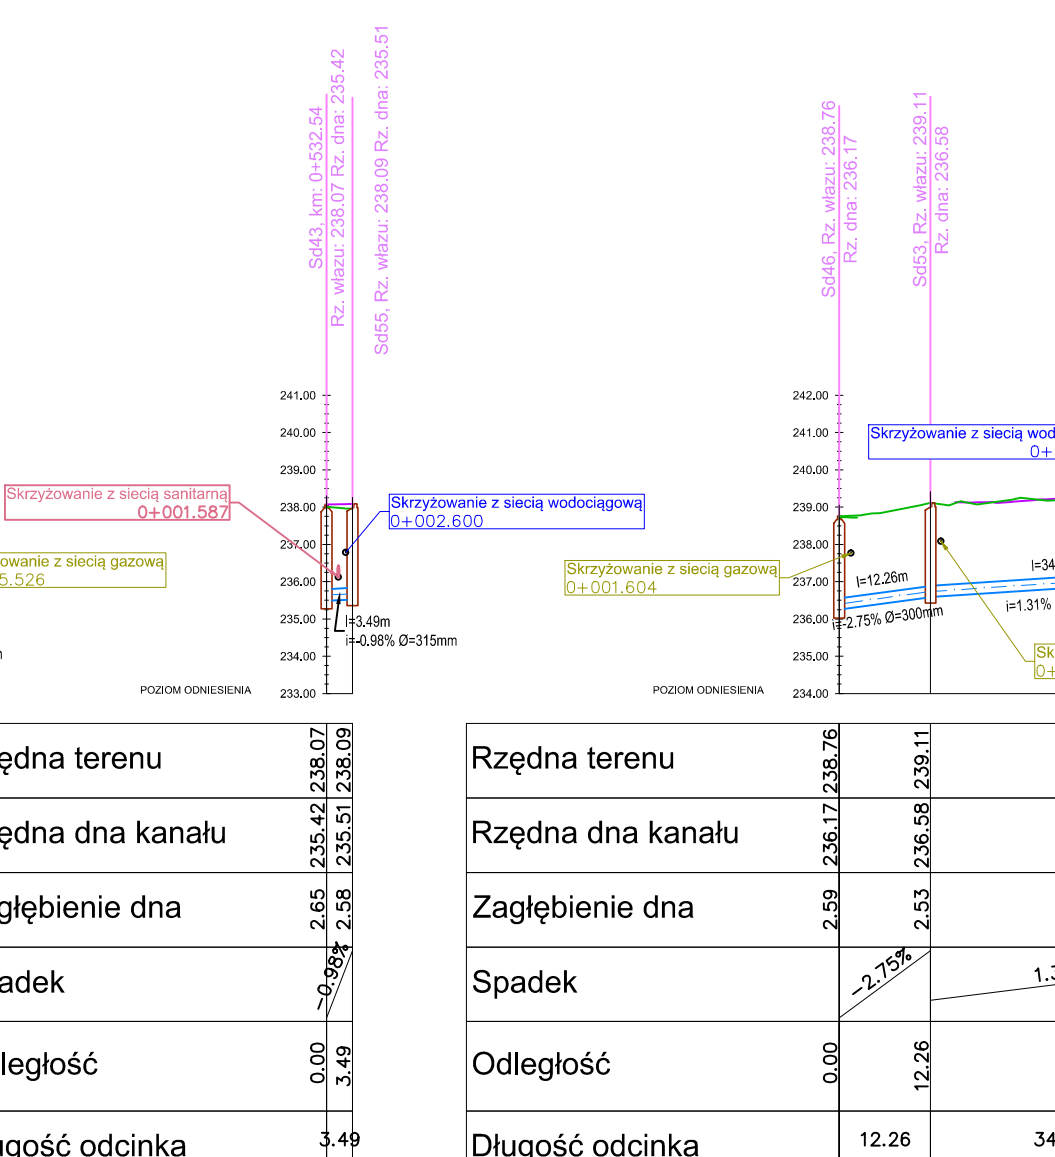 Sd43, km: 0+532.54
Rz. włazu: 238.07 Rz. dna: 235.42
Sd55, Rz. włazu: 238.09 Rz. dna: 235.51
241.00
240.00
239.00
238.00
237.00
236.00
235.00
234.00
233.00
Skrzyżowanie z siecią sanitarną
0+001.587
Skrzyżowanie z siecią wodociągową
0+002.600
owanie z siecią gazową
5.526
l=3.49m
i=-0.98% Ø=315mm
POZIOM ODNIESIENIA
ędna terenu
238.07
238.09
ędna dna kanału
235.42
235.51
głębienie dna
2.65
2.58
adek
-0.98%
ległość
0.00
3.49
ugość odcinka
3.49
Sd46, Rz. włazu: 238.76
Rz. dna: 236.17
Sd53, Rz. włazu: 239.11
Rz. dna: 236.58
242.00
241.00
240.00
239.00
238.00
237.00
236.00
235.00
234.00
Skrzyżowanie z siecią wod
0+
Skrzyżowanie z siecią gazową
0+001.604
l=12.26m
i=-2.75% Ø=300mm
l=34
i=1.31%
Sk
0+
POZIOM ODNIESIENIA
Rzędna terenu
238.76
239.11
Rzędna dna kanału
236.17
236.58
Zagłębienie dna
2.59
2.53
Spadek
-2.75%
1.3
Odległość
0.00
12.26
Długość odcinka
12.26
34